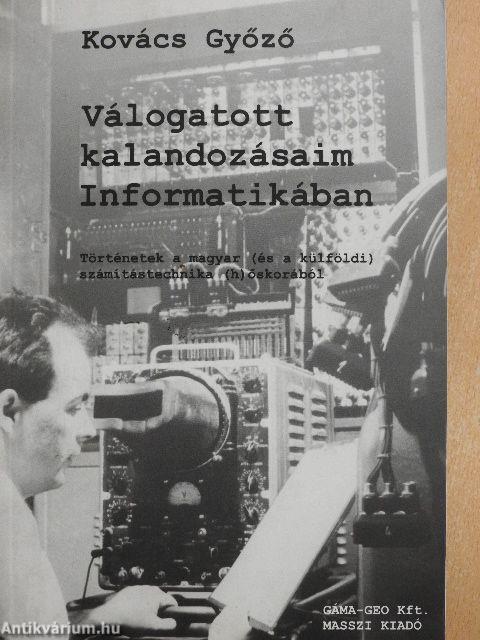 Kovács Győző
Válogatott
kalandozásaim
Informatikában
Történetek a magyar (és a külföldi)
számítástechnika (h)őskorából
GÁMA-GEO Kft.
MASSZI KIADÓ
Antikvárium.hu